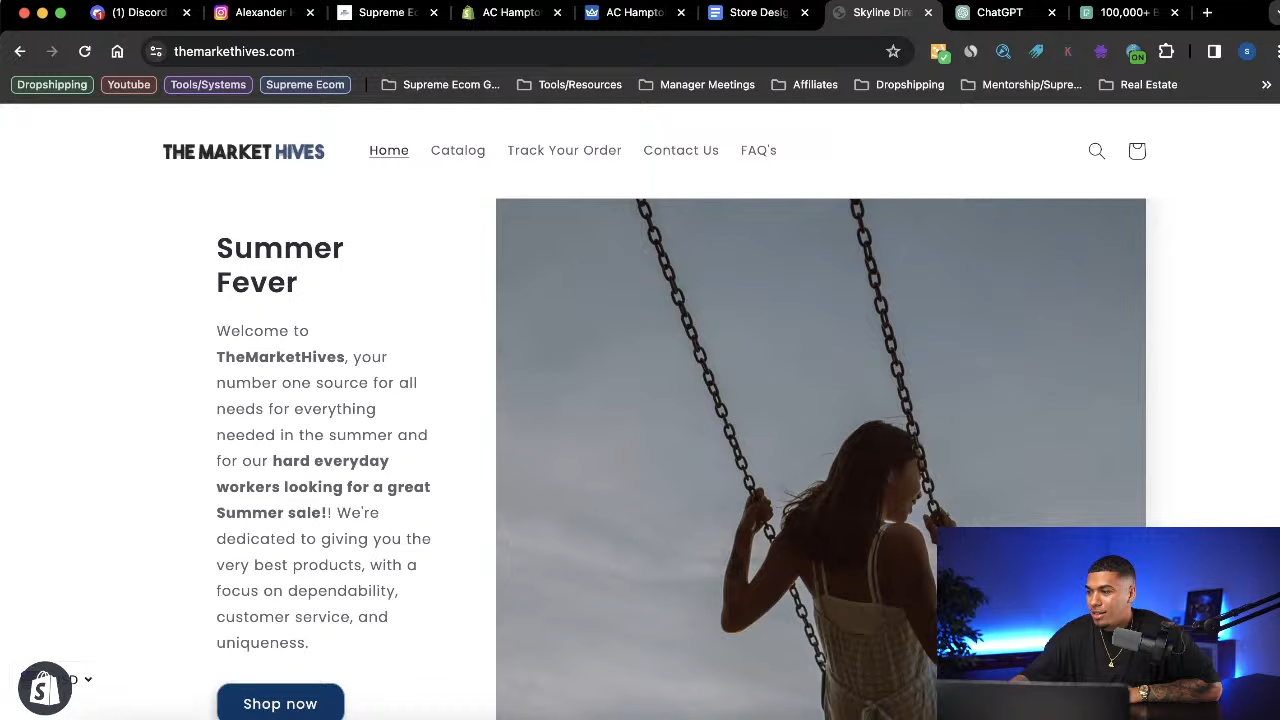 (1) Discord
Alexander H
Supreme Ec
AC Hampto
AC Hampto
Store Desig
Skyline Dire
ChatGPT
100,000+ B
themarkethives.com
ON
K
S
Dropshipping
Youtube
Tools/Systems
Supreme Ecom
Supreme Ecom G...
Tools/Resources
Manager Meetings
Affiliates
Dropshipping
Mentorship/Supre...
Real Estate
THE MARKET HIVES
Home
Catalog
Track Your Order
Contact Us
FAQ's
Summer
Fever
Welcome to
TheMarketHives, your
number one source for all
needs for everything
needed in the summer and
for our hard everyday
workers looking for a great
Summer sale!! We're
dedicated to giving you the
very best products, with a
focus on dependability,
customer service, and
uniqueness.
Shop now